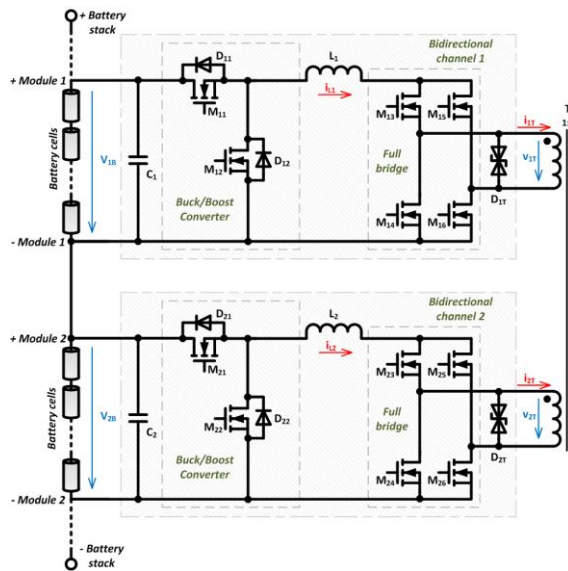 + Battery
stack
+ Module 1
Battery cells
V1B
- Module 1
C1
D11
M11
M12
D12
Buck/Boost
Converter
L1
iL1
Bidirectional
channel 1
M13
M15
Full
bridge
M14
M16
D1T
i1T
v1T
T
1:
+ Module 2
Battery cells
V2B
- Module 2
C2
D21
M21
M22
D22
Buck/Boost
Converter
L2
iL2
Bidirectional
channel 2
M23
M25
Full
bridge
M24
M26
D2T
i2T
v2T
- Battery
stack